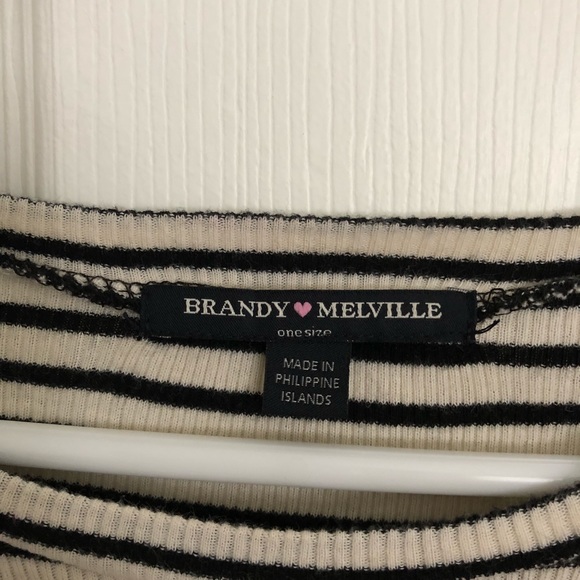 BRANDY MELVILLE
one size
MADE IN
PHILIPPINE
ISLANDS